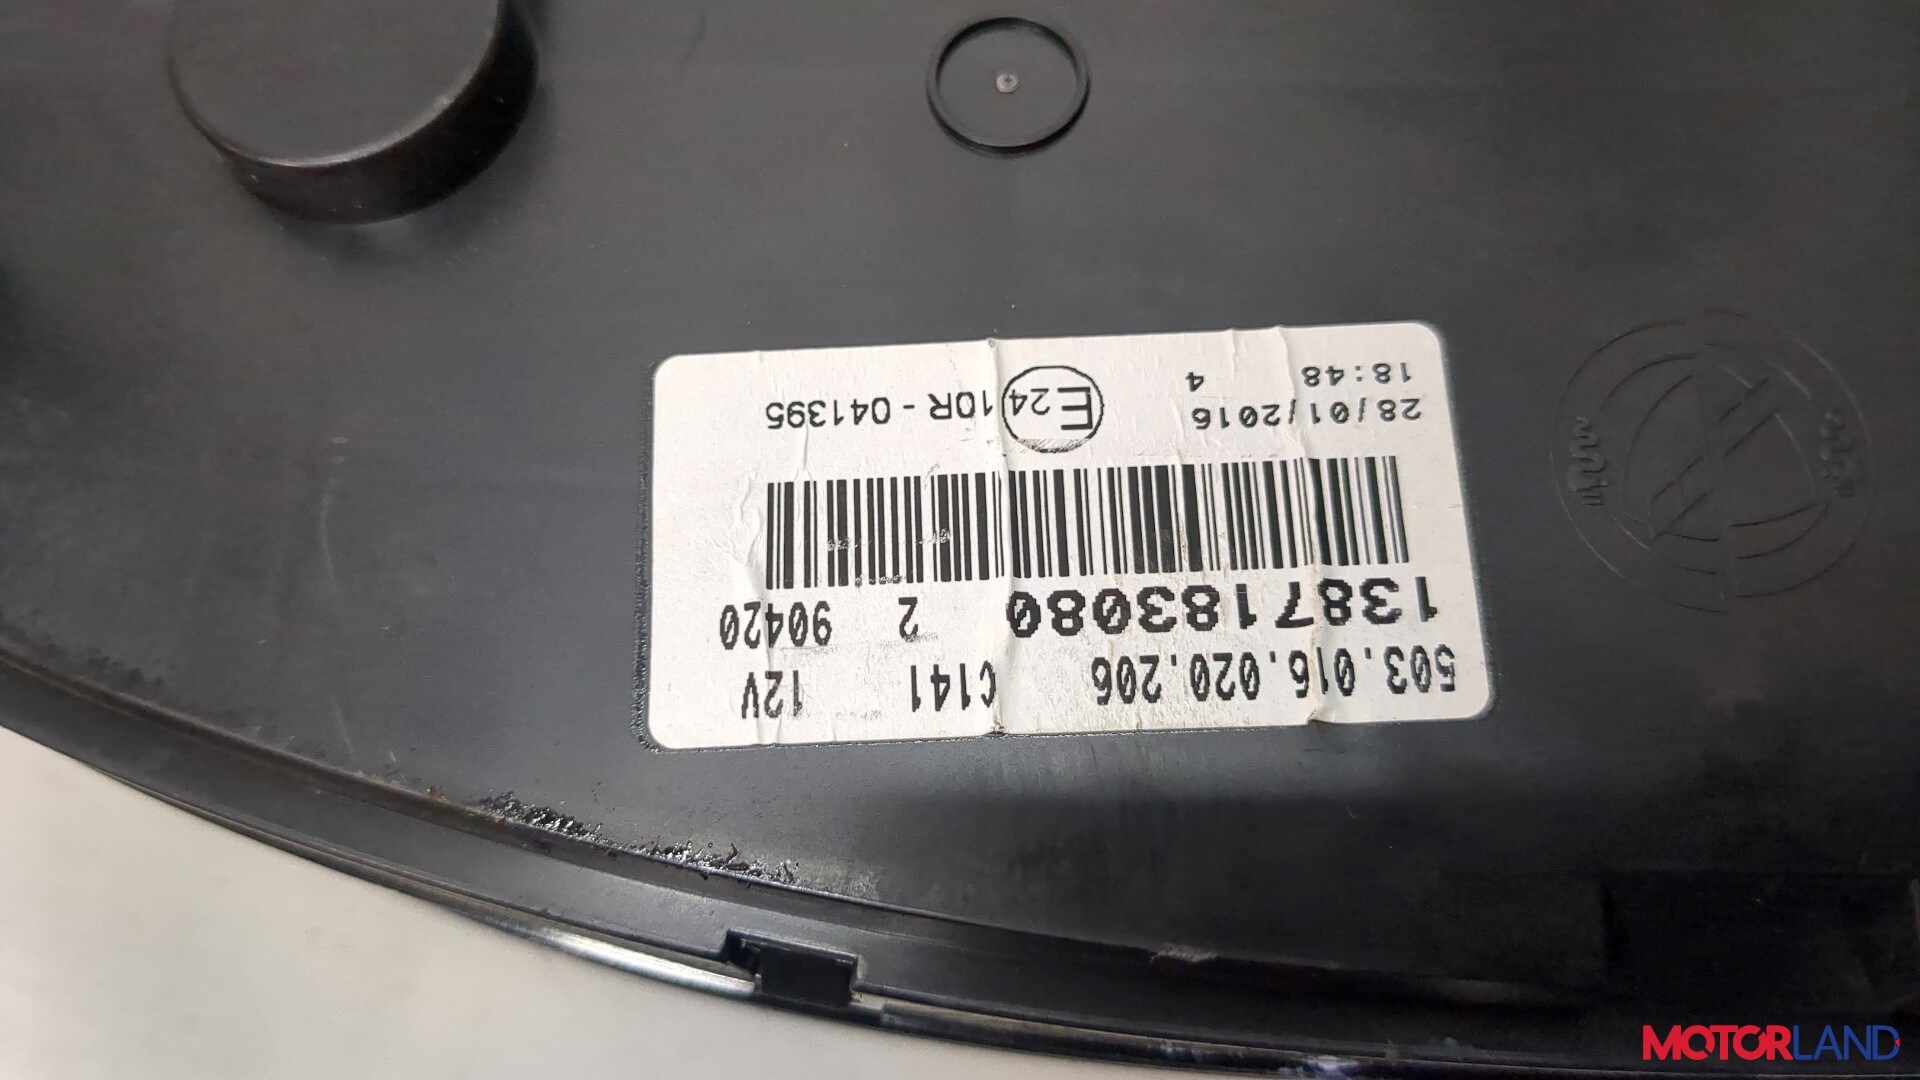 503.016.020.206 C141 12V
1387183080 2 90420
28/01/2016 E24 10R - 041395
18:48 4
MOTORLAND